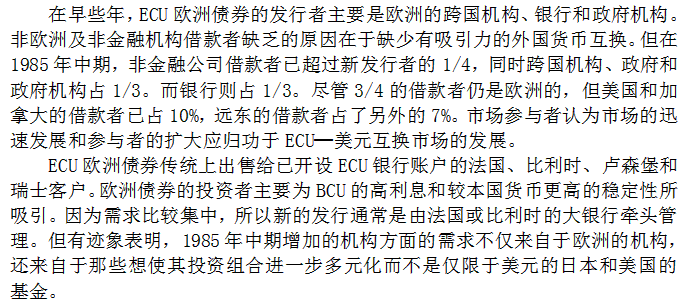 在早些年，ECU 欧洲债券的发行者主要是欧洲的跨国机构、银行和政府机构。
非欧洲及非金融机构借款者缺乏的原因在于缺少有吸引力的外国货币互换。但在
1985 年中期，非金融公司借款者已超过新发行者的 1/4，同时跨国机构、政府和
政府机构占 1/3。而银行则占 1/3。尽管 3/4 的借款者仍是欧洲的，但美国和加
拿大的借款者已占 10%，远东的借款者占了另外的 7%。市场参与者认为市场的迅
速发展和参与者的扩大应归功于 ECU—美元互换市场的发展。
ECU 欧洲债券传统上出售给已开设 ECU 银行账户的法国、比利时、卢森堡和
瑞士客户。欧洲债券的投资者主要为 BCU 的高利息和较本国货币更高的稳定性所
吸引。因为需求比较集中，所以新的发行通常是由法国或比利时的大银行牵头管
理。但有迹象表明，1985 年中期增加的机构方面的需求不仅来自于欧洲的机构，
还来自于那些想使其投资组合进一步多元化而不是仅限于美元的日本和美国的
基金。